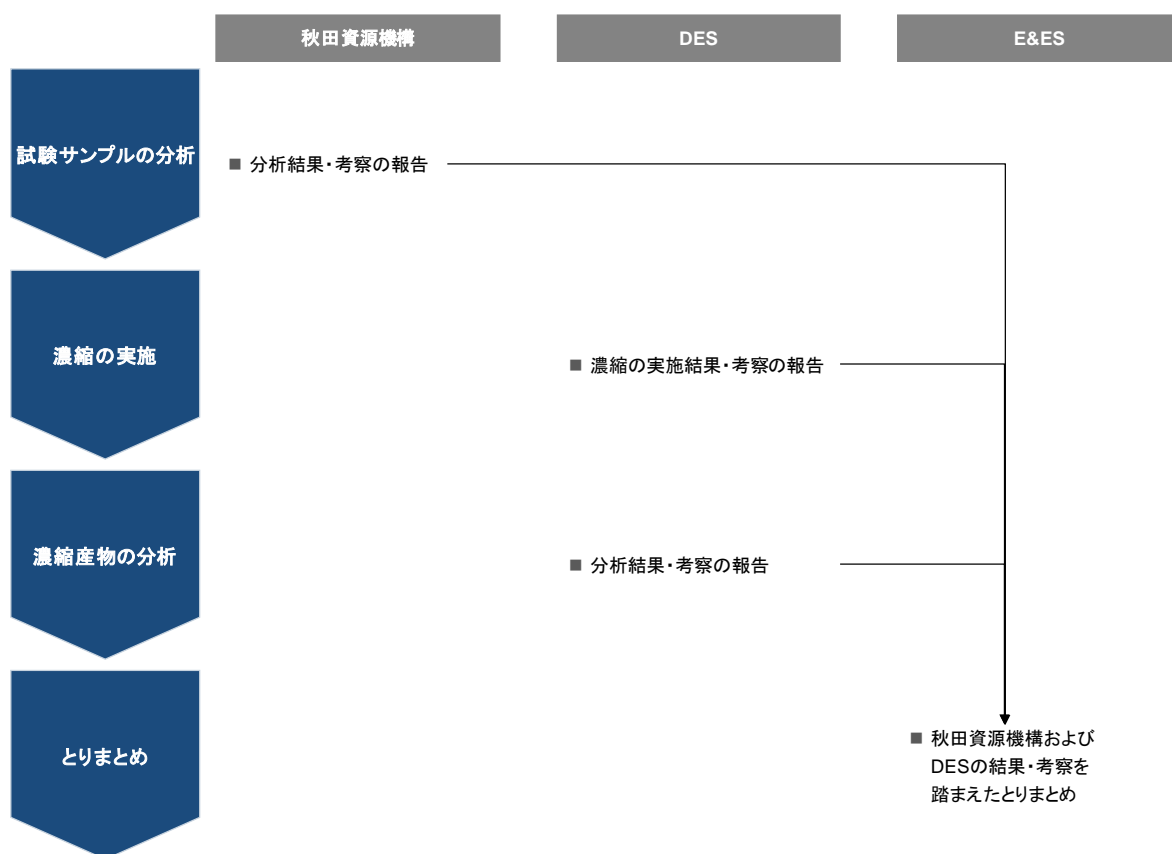 秋田資源機構
DES
E&ES
試験サンプルの分析
■ 分析結果・考察の報告
濃縮の実施
■ 濃縮の実施結果・考察の報告
濃縮産物の分析
■ 分析結果・考察の報告
とりまとめ
■ 秋田資源機構および
DESの結果・考察を
踏まえたとりまとめ